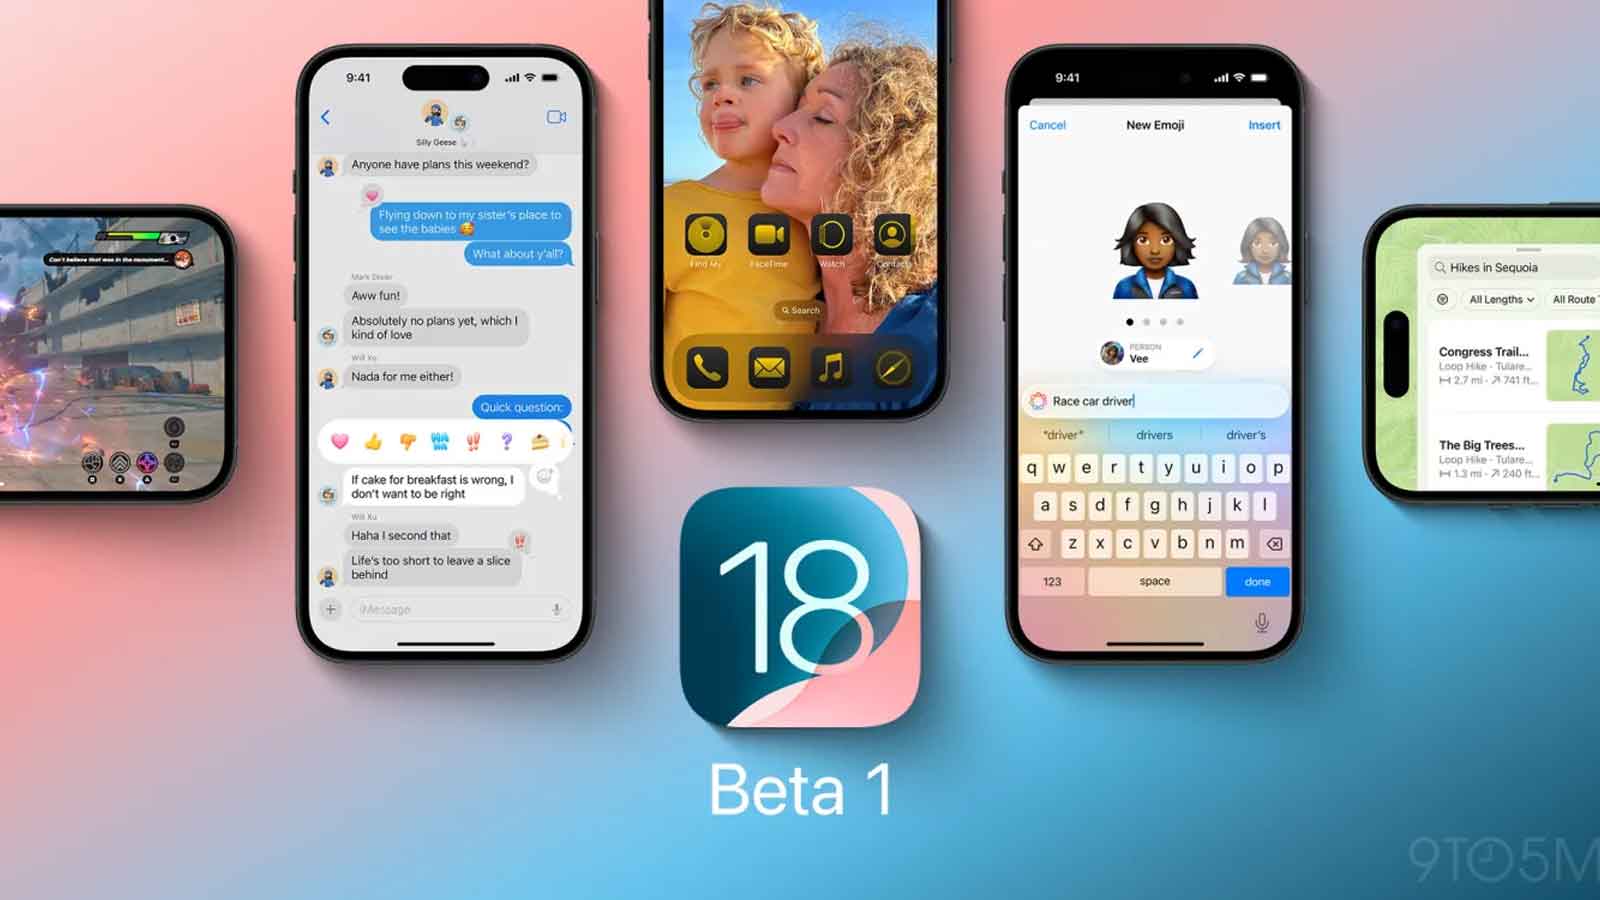 Can't believe that was in the monument...
9:41
Silly Geese
Anyone have plans this weekend?
Flying down to my sister's place to
see the babies
What about y'all?
Aww fun!
Absolutely no plans yet, which I
kind of love
Will Xu
Nada for me either!
Quick question:
HA HA
If cake for breakfast is wrong, I
don't want to be right
Will Xu
Haha I second that
Life's too short to leave a slice
behind
iMessage
Find My
FaceTime
Watch
Contacts
Search
18
Beta 1
9:41
Cancel
New Emoji
Insert
PERSON
Vee
Race car driver
"driver"
drivers
driver's
q w e r t y u i o p
a s d f g h j k l
z x c v b n m
123
space
done
Hikes in Sequoia
All Lengths
All Route
Congress Trail...
Loop Hike · Tulare...
2.7 mi · 741 ft...
The Big Trees...
Loop Hike · Tulare...
1.3 mi · 240 ft...
9TO5M